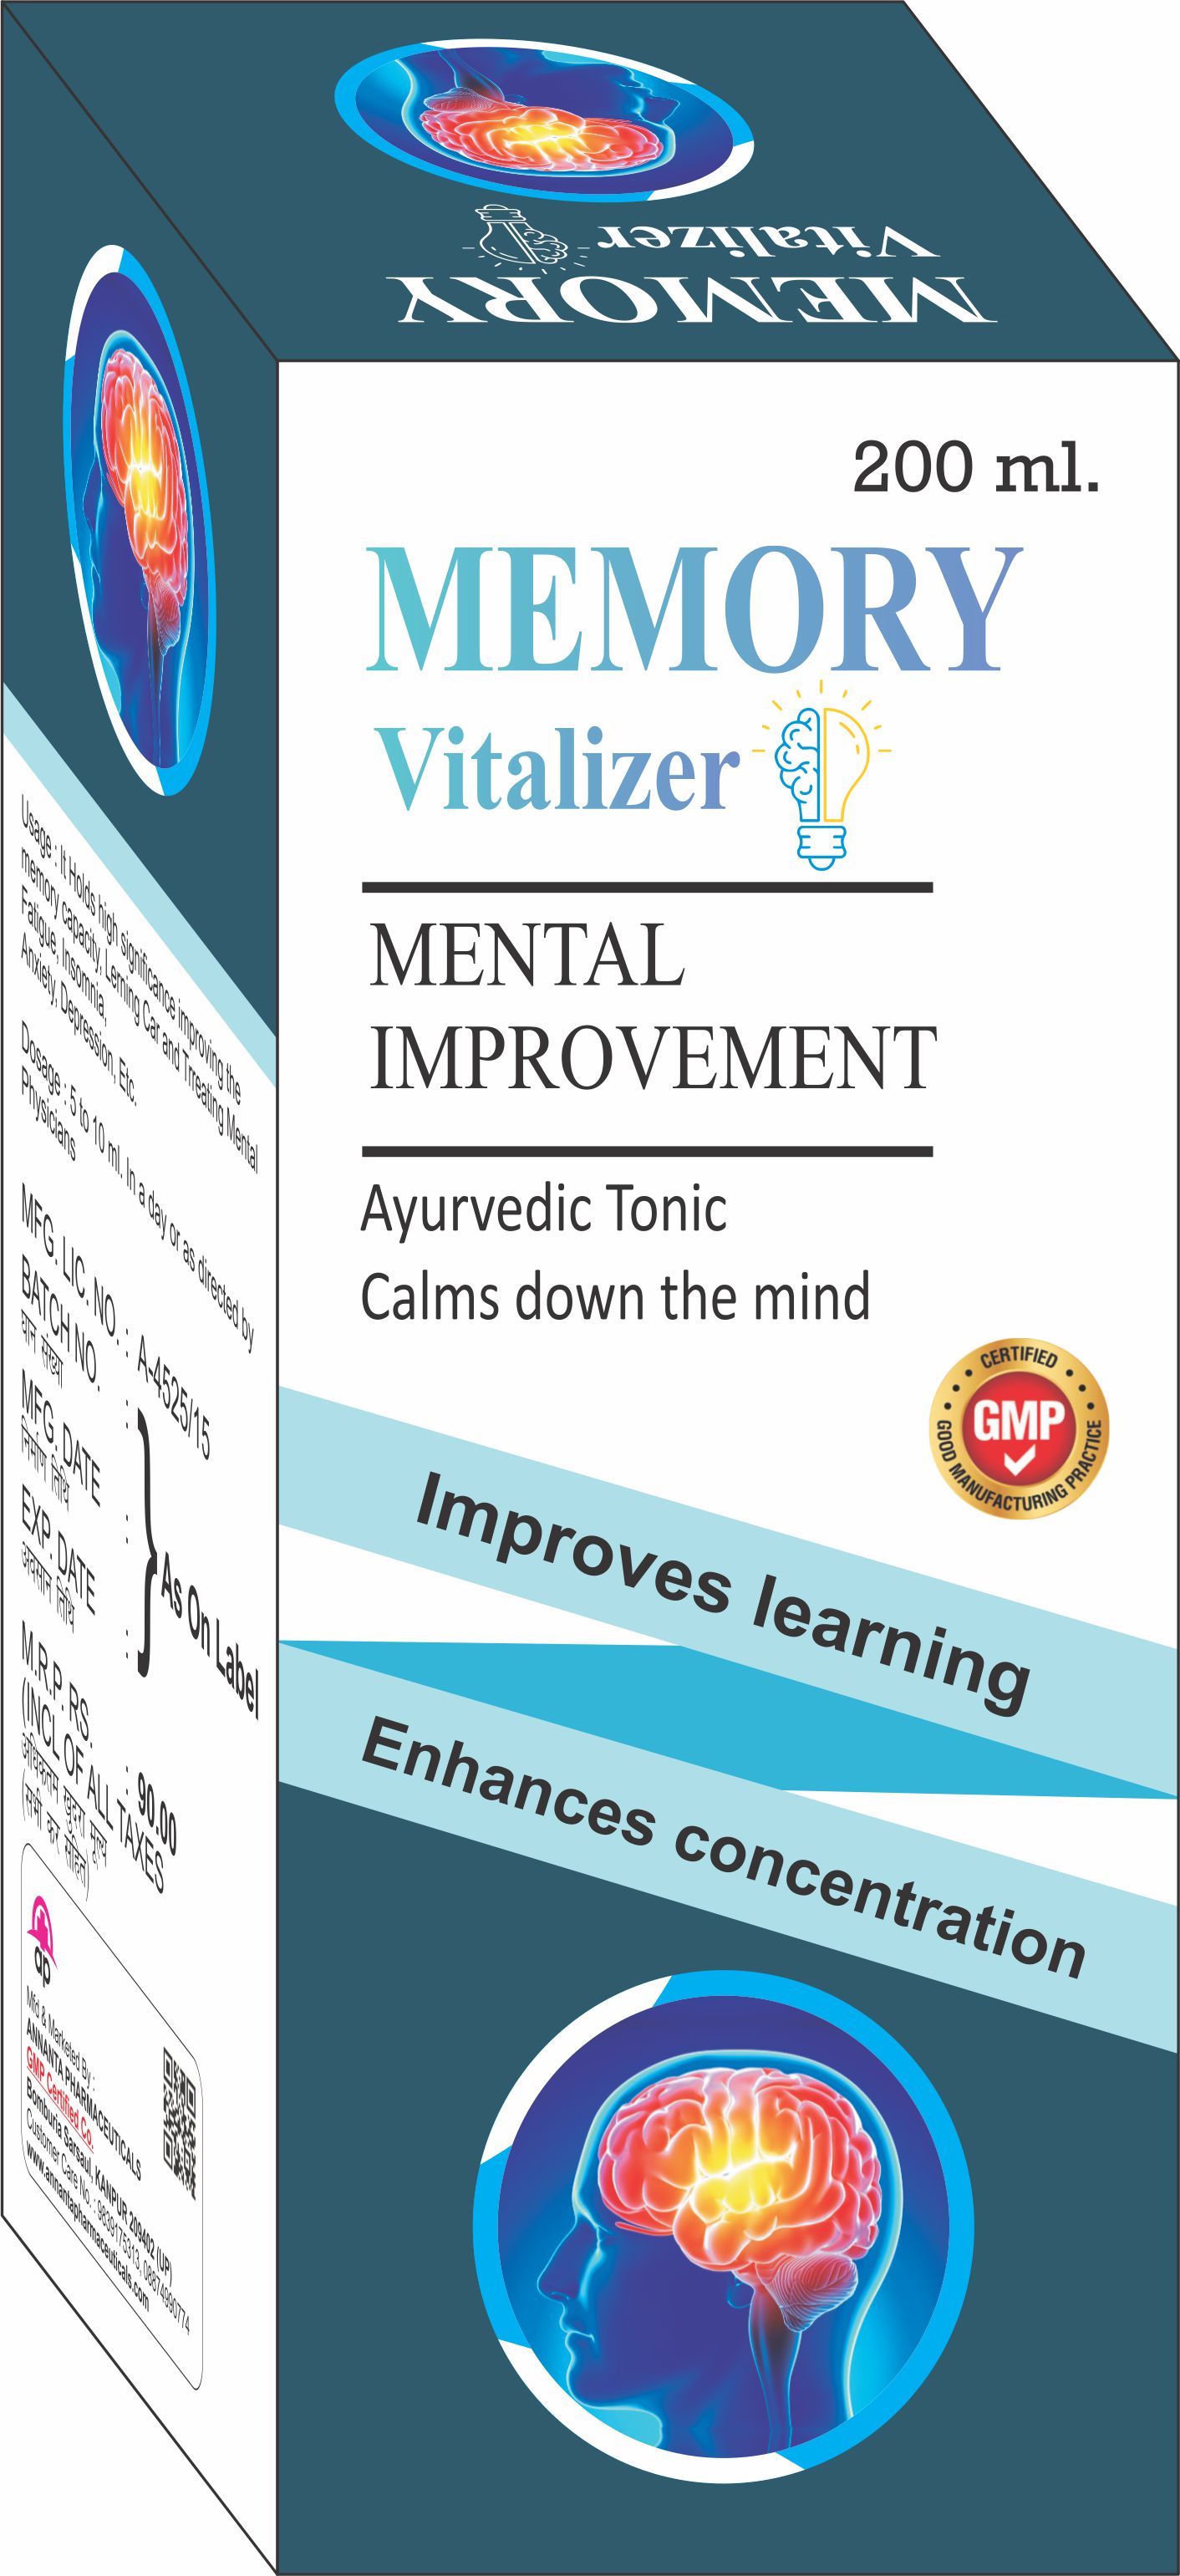 MEMORY
Vitalizer
200 ml.
MEMORY
Vitalizer
MENTAL
IMPROVEMENT
Ayurvedic Tonic
Calms down the mind
CERTIFIED
GMP
GOOD MANUFACTURING PRACTICE
Improves learning
Enhances concentration
Usage : It Holds high significance improving the
memory capacity, Lerning Car and Trreating Mental
Fatigue, Insomnia,
Anxiety, Depression, Etc.
Dosage : 5 to 10 ml. In a day or as directed by
Physicians
MFG. LIC. NO. : A-4525/15
BATCH NO. :
घान संख्या
MFG. DATE :
निर्माण तिथि
EXP. DATE :
अवसान तिथि
As On Label
M.R.P. RS. : 90.00
(INCL OF ALL TAXES
अधिकतम खुदरा मूल्य
(सभी कर सहित)
ap
Mfd & Marketed By :
ANNANTA PHARMACEUTICALS
GMP Certified Co.
Bomburia Sarsaul, KANPUR 209402 (UP)
Customer Care No. : 9839175313, 08874990774
www.annantapharmaceuticals.com